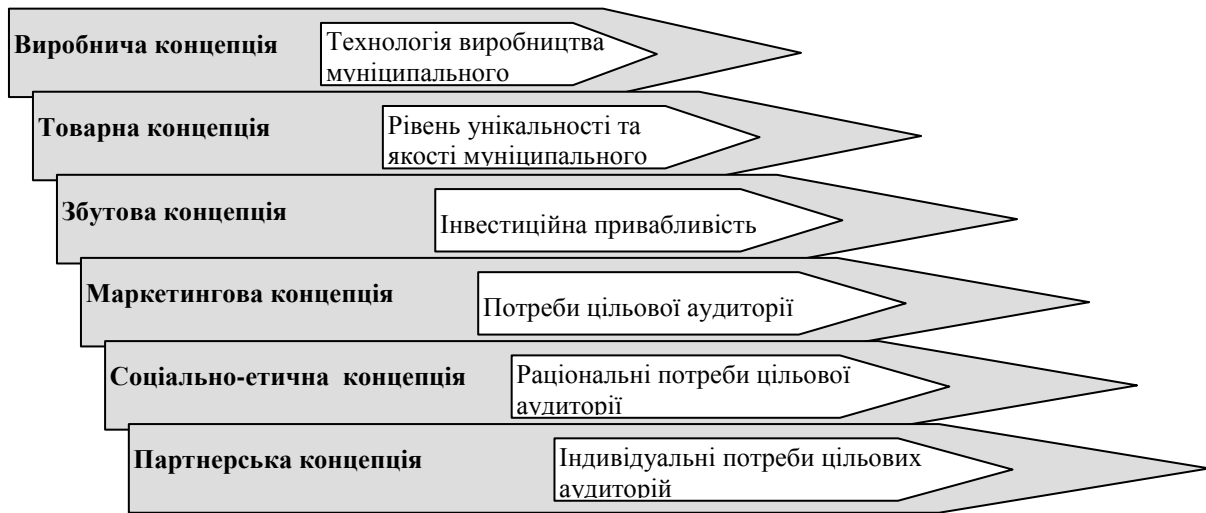 Виробнича концепція
Технологія виробництва
муніципального
Товарна концепція
Рівень унікальності та
якості муніципального
Збутова концепція
Інвестиційна привабливість
Маркетингова концепція
Потреби цільової аудиторії
Соціально-етична концепція
Раціональні потреби цільової
аудиторії
Партнерська концепція
Індивідуальні потреби цільових
аудиторій